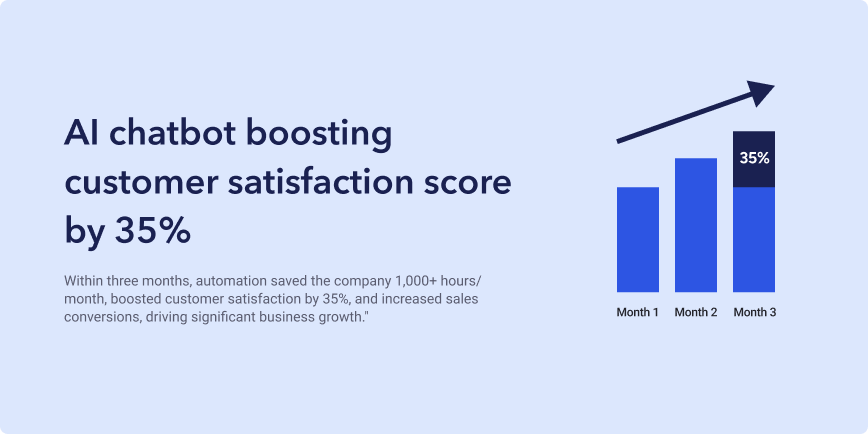 AI chatbot boosting
customer satisfaction score
by 35%
Within three months, automation saved the company 1,000+ hours/
month, boosted customer satisfaction by 35%, and increased sales
conversions, driving significant business growth."
35%
Month 1 Month 2 Month 3